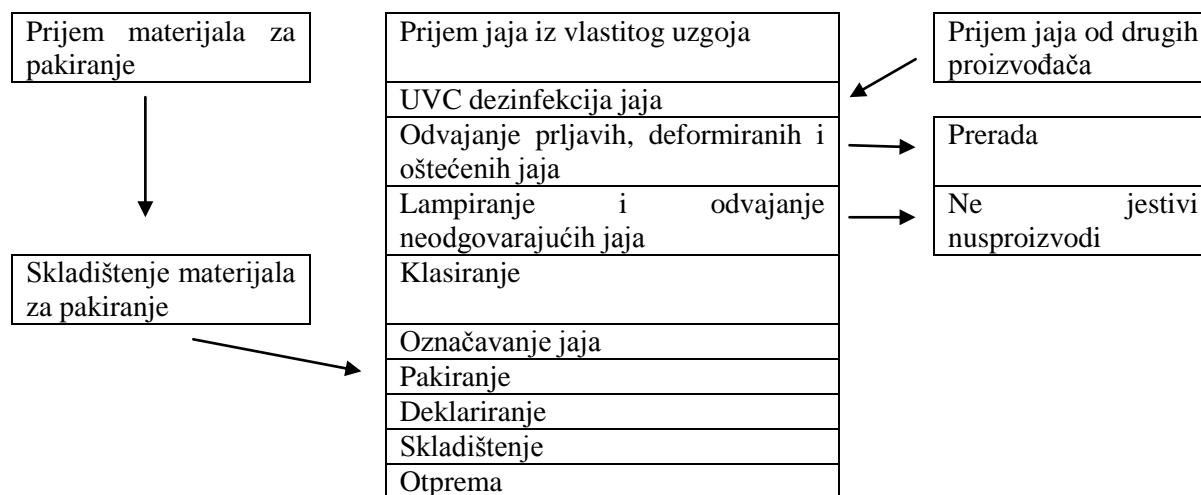 Prijem materijala za
pakiranje
Skladištenje materijala
za pakiranje
Prijem jaja iz vlastitog uzgoja
UVC dezinfekcija jaja
Odvajanje prljavih, deformiranih i
oštećenih jaja
Lampiranje i odvajanje
neodgovarajućih jaja
Klasiranje
Označavanje jaja
Pakiranje
Deklariranje
Skladištenje
Otprema
Prijem jaja od drugih
proizvođača
Prerada
Ne jestivi
nusproizvodi